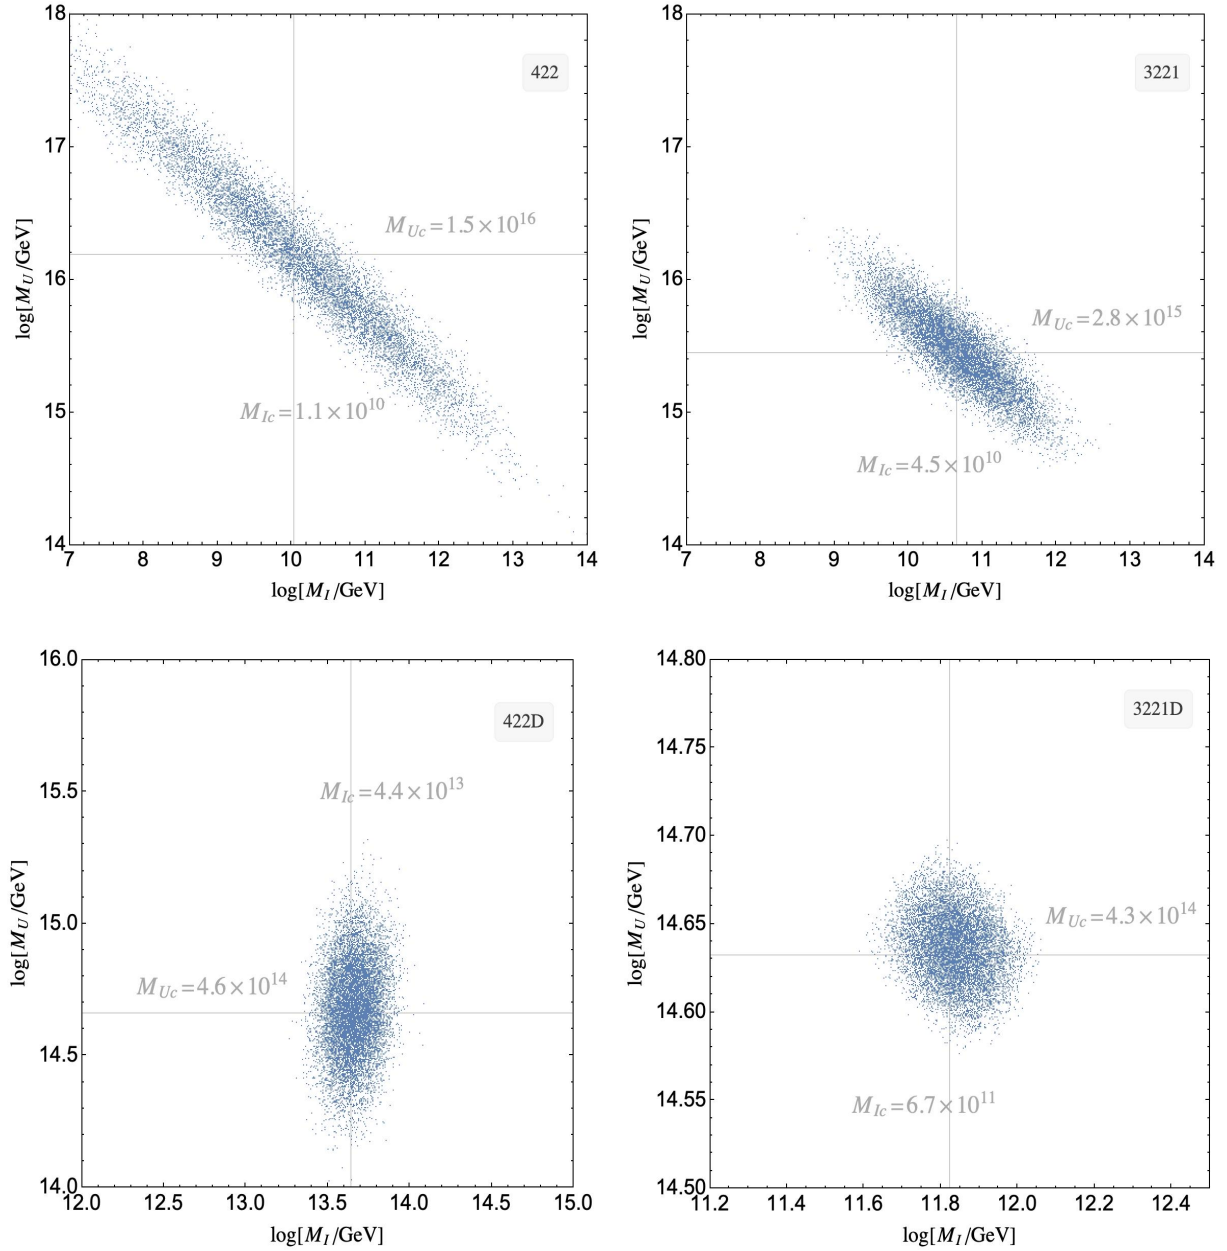 18
17
16
15
14
7 8 9 10 11 12 13 14
log[M_U/GeV]
log[M_I/GeV]
422
M_Uc=1.5×10^16
M_Ic=1.1×10^10
18
17
16
15
14
7 8 9 10 11 12 13 14
log[M_U/GeV]
log[M_I/GeV]
3221
M_Uc=2.8×10^15
M_Ic=4.5×10^10
16.0
15.5
15.0
14.5
14.0
12.0 12.5 13.0 13.5 14.0 14.5 15.0
log[M_U/GeV]
log[M_I/GeV]
422D
M_Ic=4.4×10^13
M_Uc=4.6×10^14
14.80
14.75
14.70
14.65
14.60
14.55
14.50
11.2 11.4 11.6 11.8 12.0 12.2 12.4
log[M_U/GeV]
log[M_I/GeV]
3221D
M_Uc=4.3×10^14
M_Ic=6.7×10^11